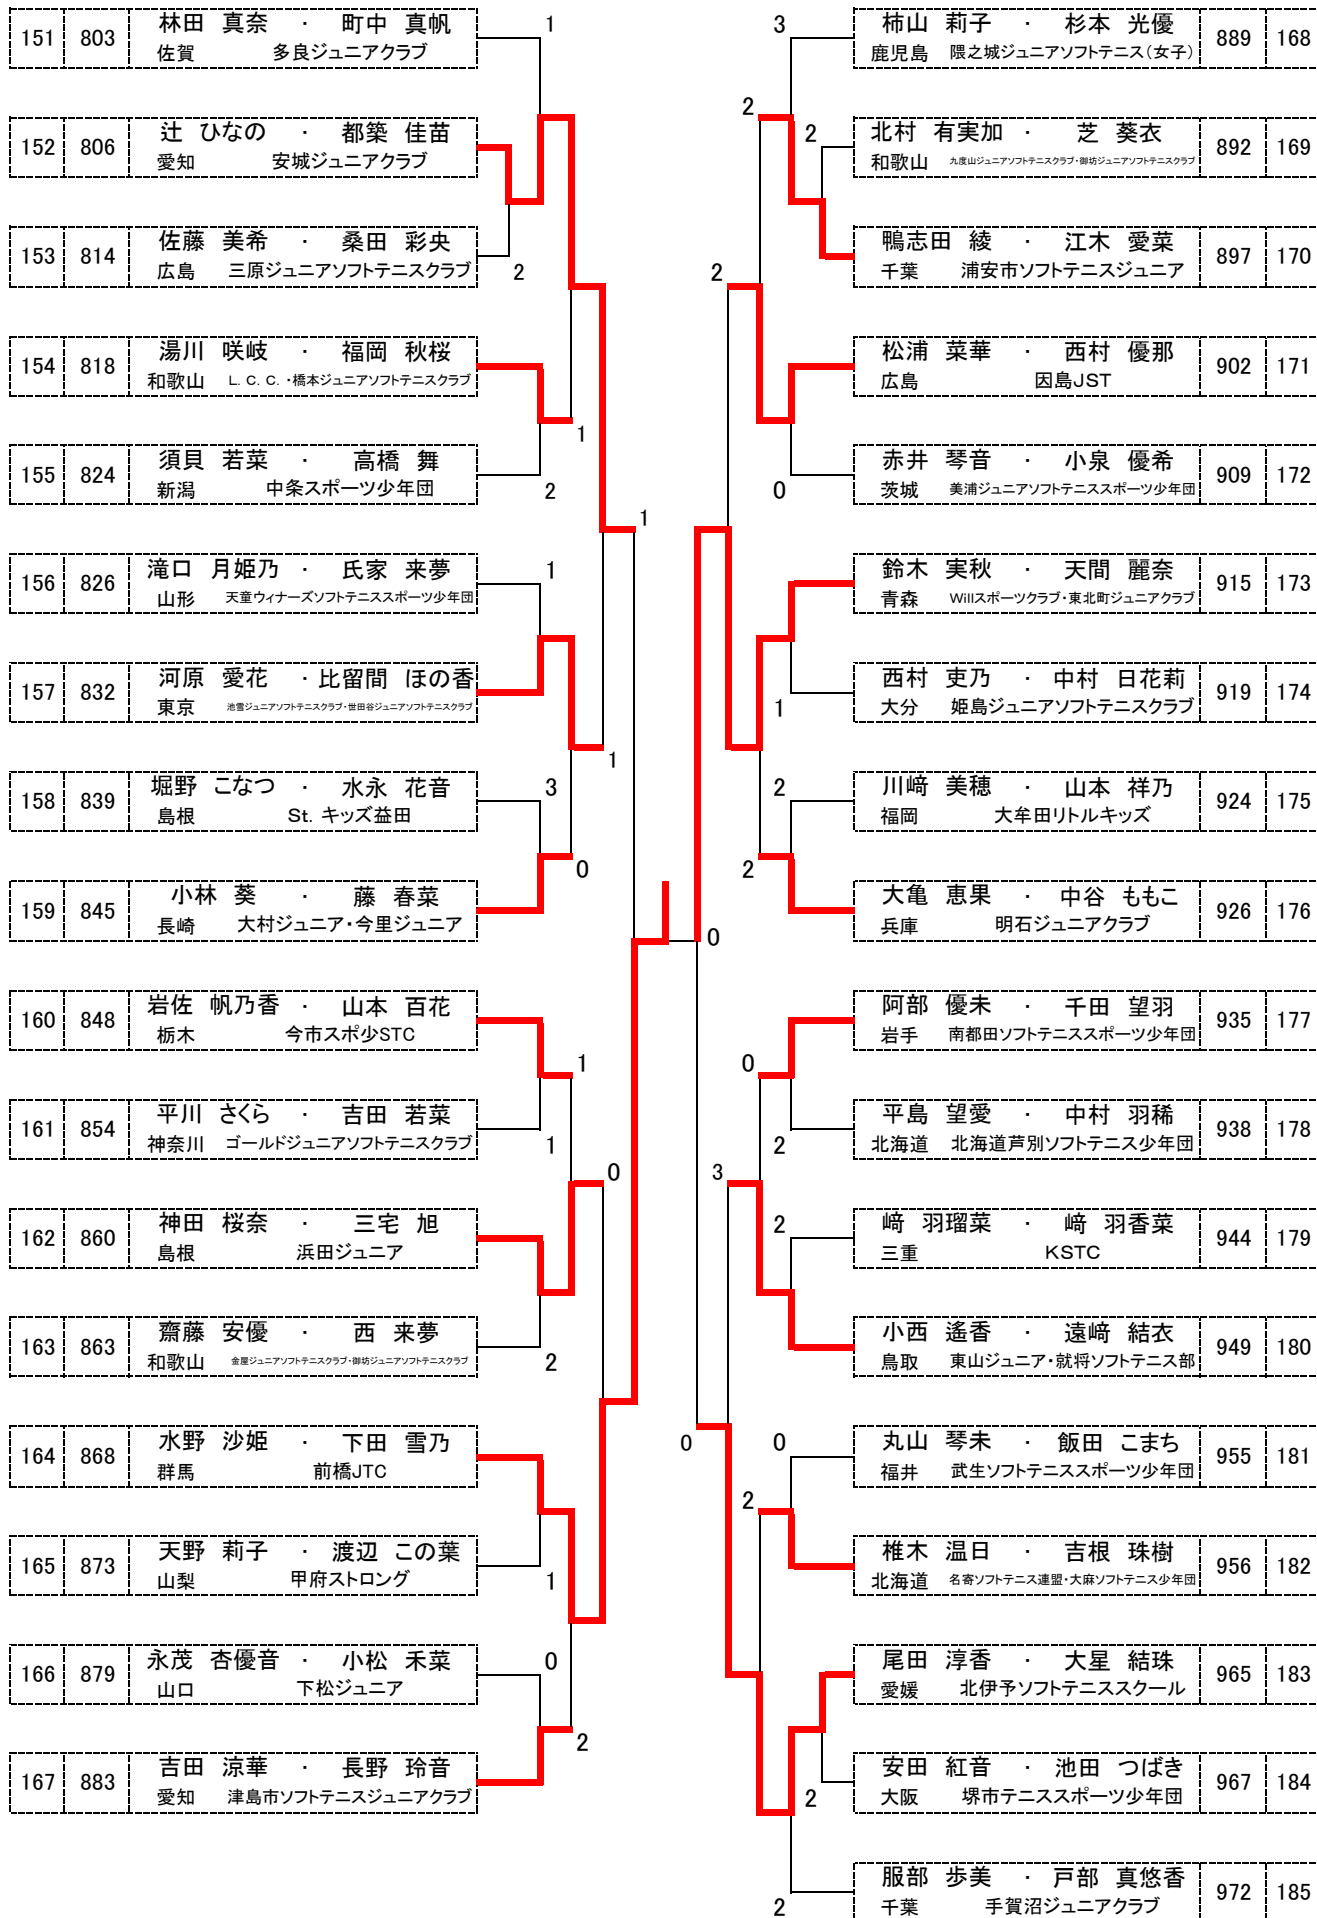 151 803 林田 真奈 ・ 町中 真帆
佐賀 多良ジュニアクラブ
1
152 806 辻 ひなの ・ 都築 佳苗
愛知 安城ジュニアクラブ
153 814 佐藤 美希 ・ 桑田 彩央
広島 三原ジュニアソフトテニスクラブ
2
154 818 湯川 咲岐 ・ 福岡 秋桜
和歌山 L．C．C．・橋本ジュニアソフトテニスクラブ
1
155 824 須貝 若菜 ・ 高橋 舞
新潟 中条スポーツ少年団
2
1
156 826 滝口 月姫乃 ・ 氏家 来夢
山形 天童ウィナーズソフトテニススポーツ少年団
1
157 832 河原 愛花 ・ 比留間 ほの香
東京 池雪ジュニアソフトテニスクラブ・世田谷ジュニアソフトテニスクラブ
1
158 839 堀野 こなつ ・ 水永 花音
島根 St．キッズ益田
3
0
159 845 小林 葵 ・ 藤 春菜
長崎 大村ジュニア・今里ジュニア
160 848 岩佐 帆乃香 ・ 山本 百花
栃木 今市スポ少STC
1
161 854 平川 さくら ・ 吉田 若菜
神奈川 ゴールドジュニアソフトテニスクラブ
1
0
162 860 神田 桜奈 ・ 三宅 旭
島根 浜田ジュニア
163 863 齋藤 安優 ・ 西 来夢
和歌山 金屋ジュニアソフトテニスクラブ・御坊ジュニアソフトテニスクラブ
2
164 868 水野 沙姫 ・ 下田 雪乃
群馬 前橋JTC
165 873 天野 莉子 ・ 渡辺 この葉
山梨 甲府ストロング
1
166 879 永茂 杏優音 ・ 小松 禾菜
山口 下松ジュニア
0
2
167 883 吉田 涼華 ・ 長野 玲音
愛知 津島市ソフトテニスジュニアクラブ
3
柿山 莉子 ・ 杉本 光優 889 168
鹿児島 隈之城ジュニアソフトテニス（女子）
2
2
北村 有実加 ・ 芝 葵衣 892 169
和歌山 九度山ジュニアソフトテニスクラブ・御坊ジュニアソフトテニスクラブ
鴨志田 綾 ・ 江木 愛菜 897 170
千葉 浦安市ソフトテニスジュニア
2
松浦 菜華 ・ 西村 優那 902 171
広島 因島JST
赤井 琴音 ・ 小泉 優希 909 172
茨城 美浦ジュニアソフトテニススポーツ少年団
0
鈴木 実秋 ・ 天間 麗奈 915 173
青森 Willスポーツクラブ・東北町ジュニアクラブ
西村 吏乃 ・ 中村 日花莉 919 174
大分 姫島ジュニアソフトテニスクラブ
1
2
川﨑 美穂 ・ 山本 祥乃 924 175
福岡 大牟田リトルキッズ
2
大亀 恵果 ・ 中谷 ももこ 926 176
兵庫 明石ジュニアクラブ
0
阿部 優未 ・ 千田 望羽 935 177
岩手 南都田ソフトテニススポーツ少年団
0
平島 望愛 ・ 中村 羽稀 938 178
北海道 北海道芦別ソフトテニス少年団
2
3
2
﨑 羽瑠菜 ・ 﨑 羽香菜 944 179
三重 KSTC
小西 遙香 ・ 遠﨑 結衣 949 180
鳥取 東山ジュニア・就将ソフトテニス部
0
0
丸山 琴未 ・ 飯田 こまち 955 181
福井 武生ソフトテニススポーツ少年団
2
椎木 温日 ・ 吉根 珠樹 956 182
北海道 名寄ソフトテニス連盟・大麻ソフトテニス少年団
尾田 淳香 ・ 大星 結珠 965 183
愛媛 北伊予ソフトテニススクール
安田 紅音 ・ 池田 つばき 967 184
大阪 堺市テニススポーツ少年団
2
服部 歩美 ・ 戸部 真悠香 972 185
千葉 手賀沼ジュニアクラブ
2